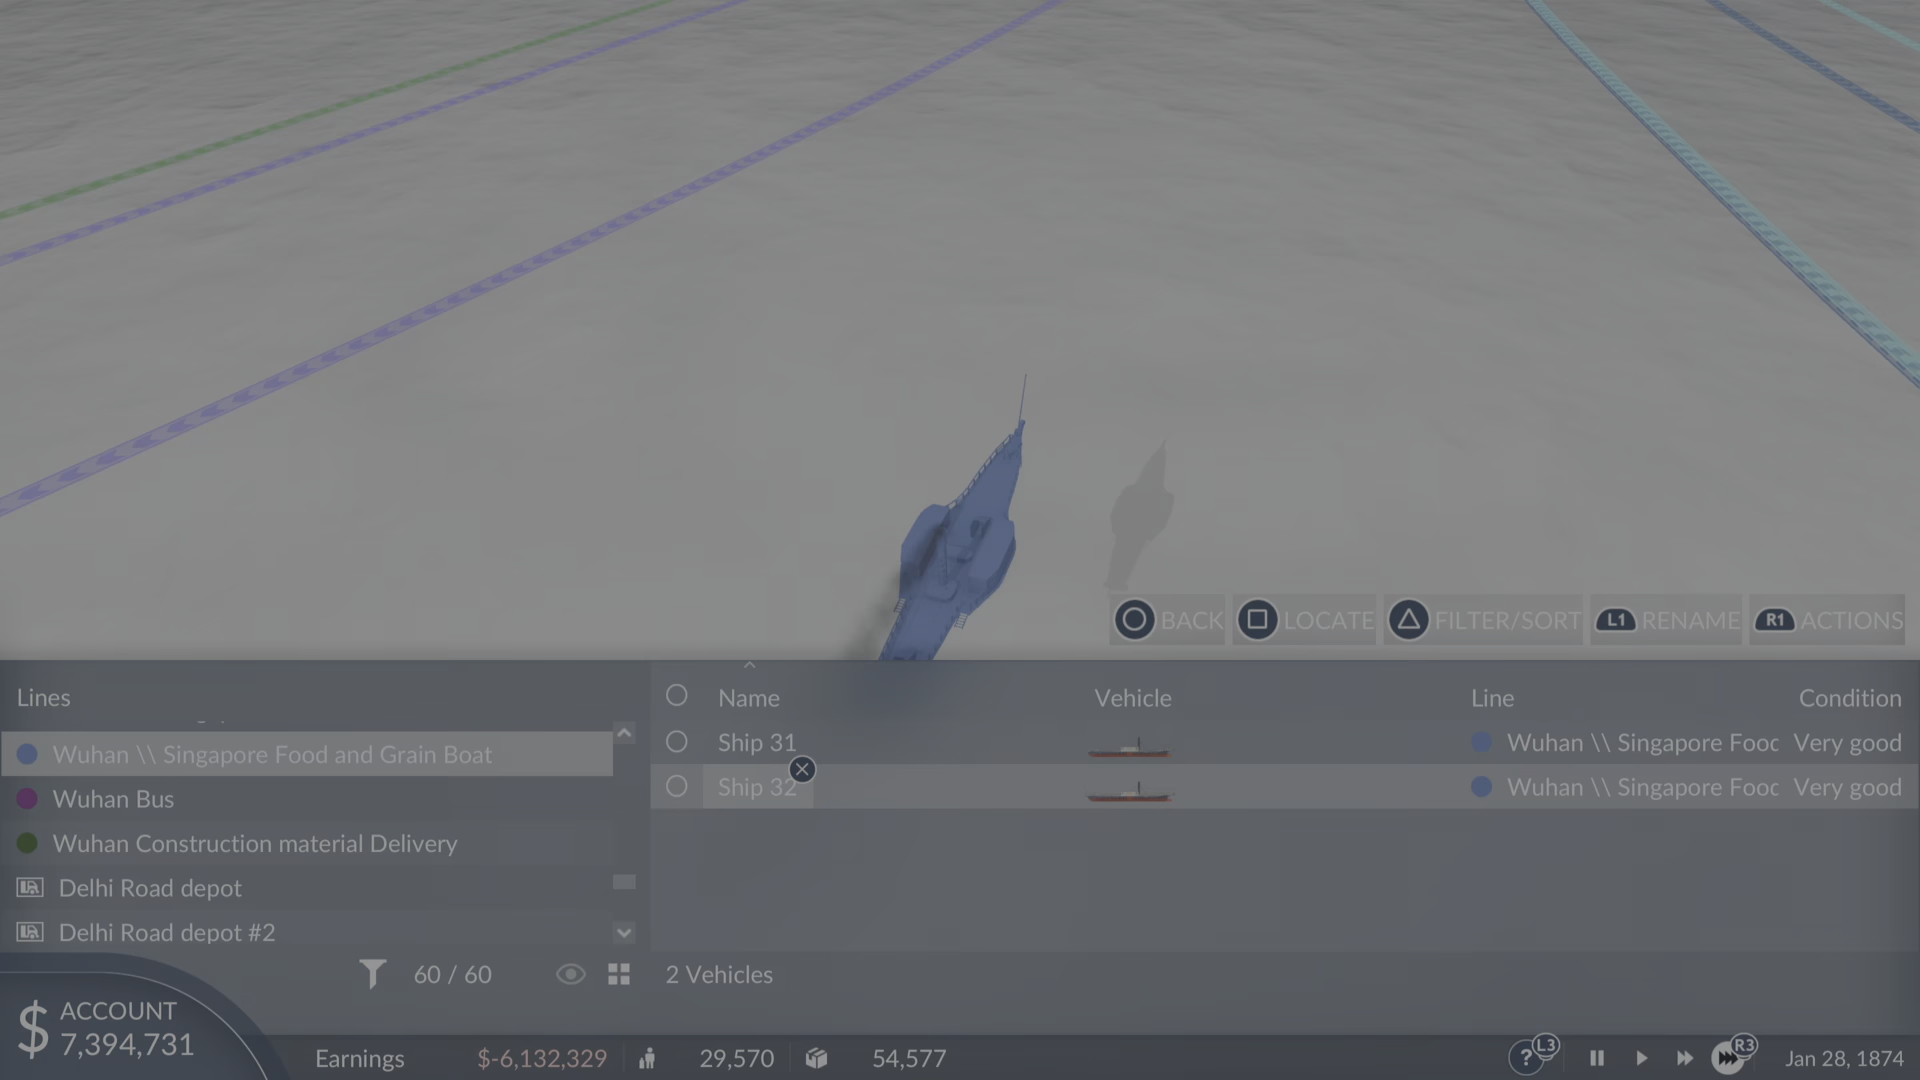 BACK LOCATE FILTER/SORT L1 RENAME R1 ACTIONS
Lines
Wuhan \\ Singapore Food and Grain Boat
Wuhan Bus
Wuhan Construction material Delivery
Delhi Road depot
Delhi Road depot #2
60 / 60
Name Vehicle Line Condition
Ship 31 Wuhan \\ Singapore Food Very good
Ship 32 Wuhan \\ Singapore Food Very good
2 Vehicles
$ ACCOUNT
7,394,731
Earnings $-6,132,329 29,570 54,577 ? L3 R3 Jan 28, 1874